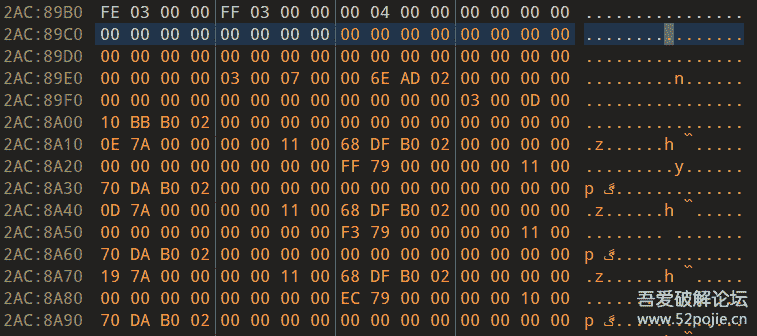 2AC:89B0 FE 03 00 00 FF 03 00 00 00 04 00 00 00 00 00 00 ................
2AC:89C0 00 00 00 00 00 00 00 00 00 00 00 00 00 00 00 00 ................
2AC:89D0 00 00 00 00 00 00 00 00 00 00 00 00 00 00 00 00 ................
2AC:89E0 00 00 00 00 03 00 07 00 00 6E AD 02 00 00 00 00 .........n......
2AC:89F0 00 00 00 00 00 00 00 00 00 00 00 00 03 00 0D 00 ................
2AC:8A00 10 BB B0 02 00 00 00 00 00 00 00 00 00 00 00 00 ................
2AC:8A10 0E 7A 00 00 00 00 11 00 68 DF B0 02 00 00 00 00 .z......h .....
2AC:8A20 00 00 00 00 00 00 00 00 FF 79 00 00 00 00 11 00 .........y......
2AC:8A30 70 DA B0 02 00 00 00 00 00 00 00 00 00 00 00 00 p گ.............
2AC:8A40 0D 7A 00 00 00 00 11 00 68 DF B0 02 00 00 00 00 .z......h .....
2AC:8A50 00 00 00 00 00 00 00 00 F3 79 00 00 00 00 11 00 ........ .......
2AC:8A60 70 DA B0 02 00 00 00 00 00 00 00 00 00 00 00 00 p گ.............
2AC:8A70 19 7A 00 00 00 00 11 00 68 DF B0 02 00 00 00 00 .z......h .....
2AC:8A80 00 00 00 00 00 00 00 00 EC 79 00 00 00 00 10 00
2AC:8A90 70 DA B0 02 00 00 00 00 00 00 00 00 00 00 00 00 p گ
吾爱破解论坛
www.52pojie.cn